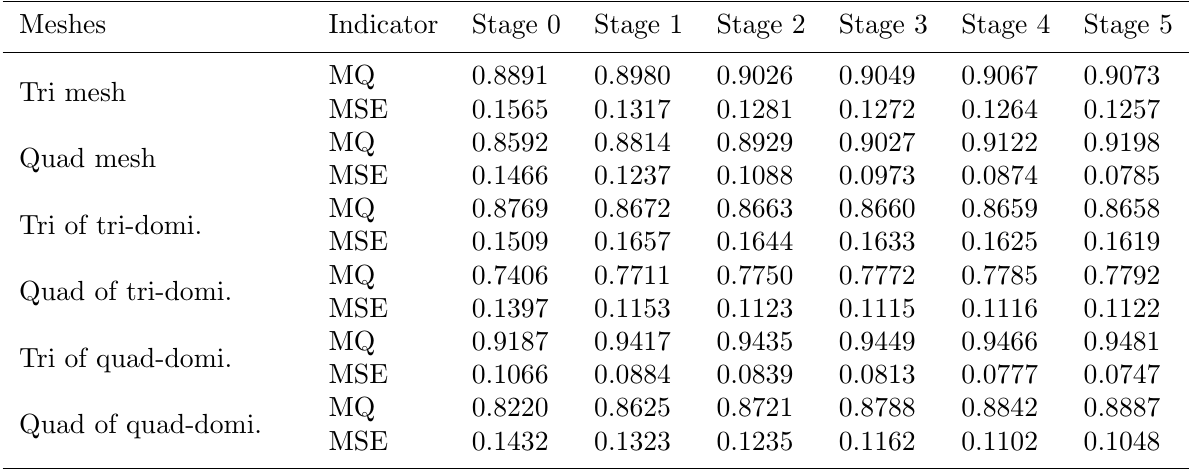 Meshes Indicator Stage 0 Stage 1 Stage 2 Stage 3 Stage 4 Stage 5
Tri mesh
MQ 0.8891 0.8980 0.9026 0.9049 0.9067 0.9073
MSE 0.1565 0.1317 0.1281 0.1272 0.1264 0.1257
Quad mesh
MQ 0.8592 0.8814 0.8929 0.9027 0.9122 0.9198
MSE 0.1466 0.1237 0.1088 0.0973 0.0874 0.0785
Tri of tri-domi.
MQ 0.8769 0.8672 0.8663 0.8660 0.8659 0.8658
MSE 0.1509 0.1657 0.1644 0.1633 0.1625 0.1619
Quad of tri-domi.
MQ 0.7406 0.7711 0.7750 0.7772 0.7785 0.7792
MSE 0.1397 0.1153 0.1123 0.1115 0.1116 0.1122
Tri of quad-domi.
MQ 0.9187 0.9417 0.9435 0.9449 0.9466 0.9481
MSE 0.1066 0.0884 0.0839 0.0813 0.0777 0.0747
Quad of quad-domi.
MQ 0.8220 0.8625 0.8721 0.8788 0.8842 0.8887
MSE 0.1432 0.1323 0.1235 0.1162 0.1102 0.1048